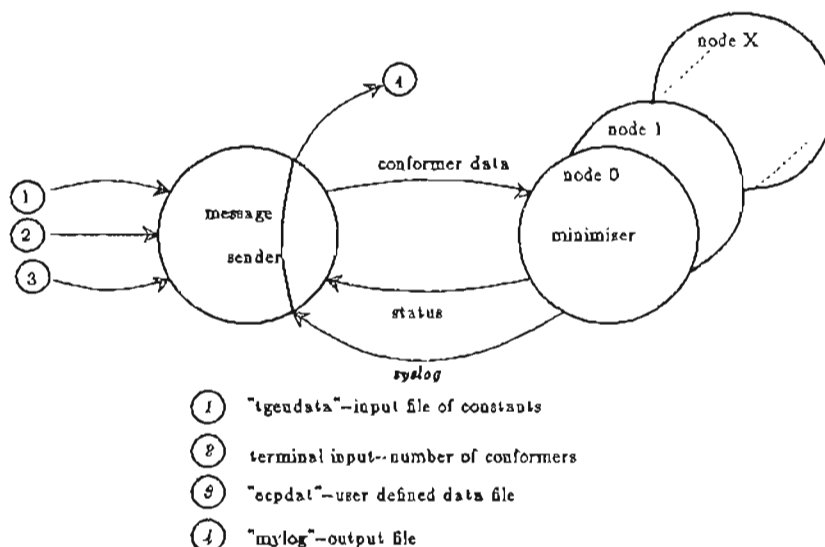 node X
node 1
4
conformer data
node 0
1
message
2
minimiser
sender
3
status
syslog
1 "tgendata"–input file of constants
2 terminal input--number of conformers
3 "ocpdat"–user defined data file
4 "mylog"–output file